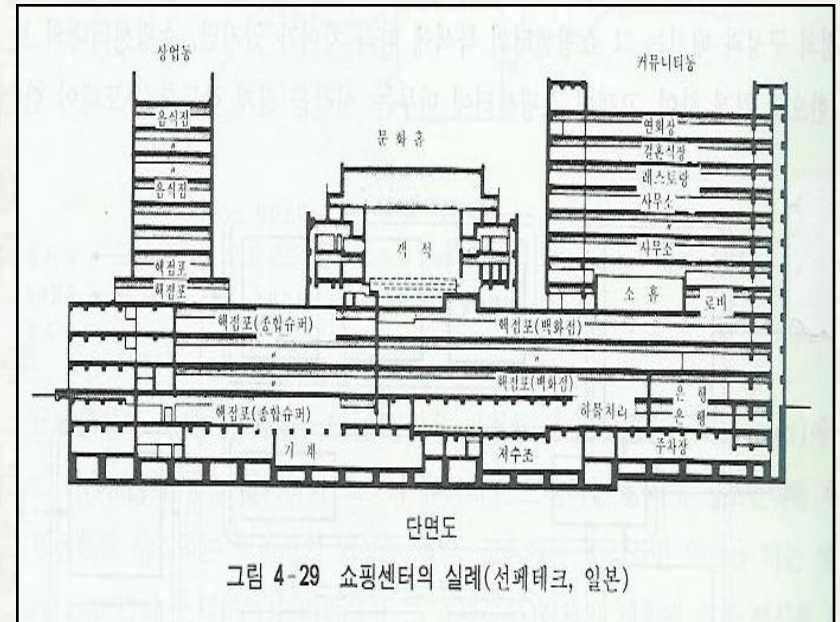 상업동
커뮤니티동
음식점
〃
음식점
핵점포
핵점포
문화홀
객석
연회장
결혼식장
레스토랑
사무소
〃
사무소
소홀
로비
핵점포(종합슈퍼)
핵점포(백화점)
〃
〃
〃
핵점포(백화점)
은행
핵점포(종합슈퍼)
하물처리
은행
기계
저수조
주차장
단면도
그림 4-29 쇼핑센터의 실례(선페테크, 일본)